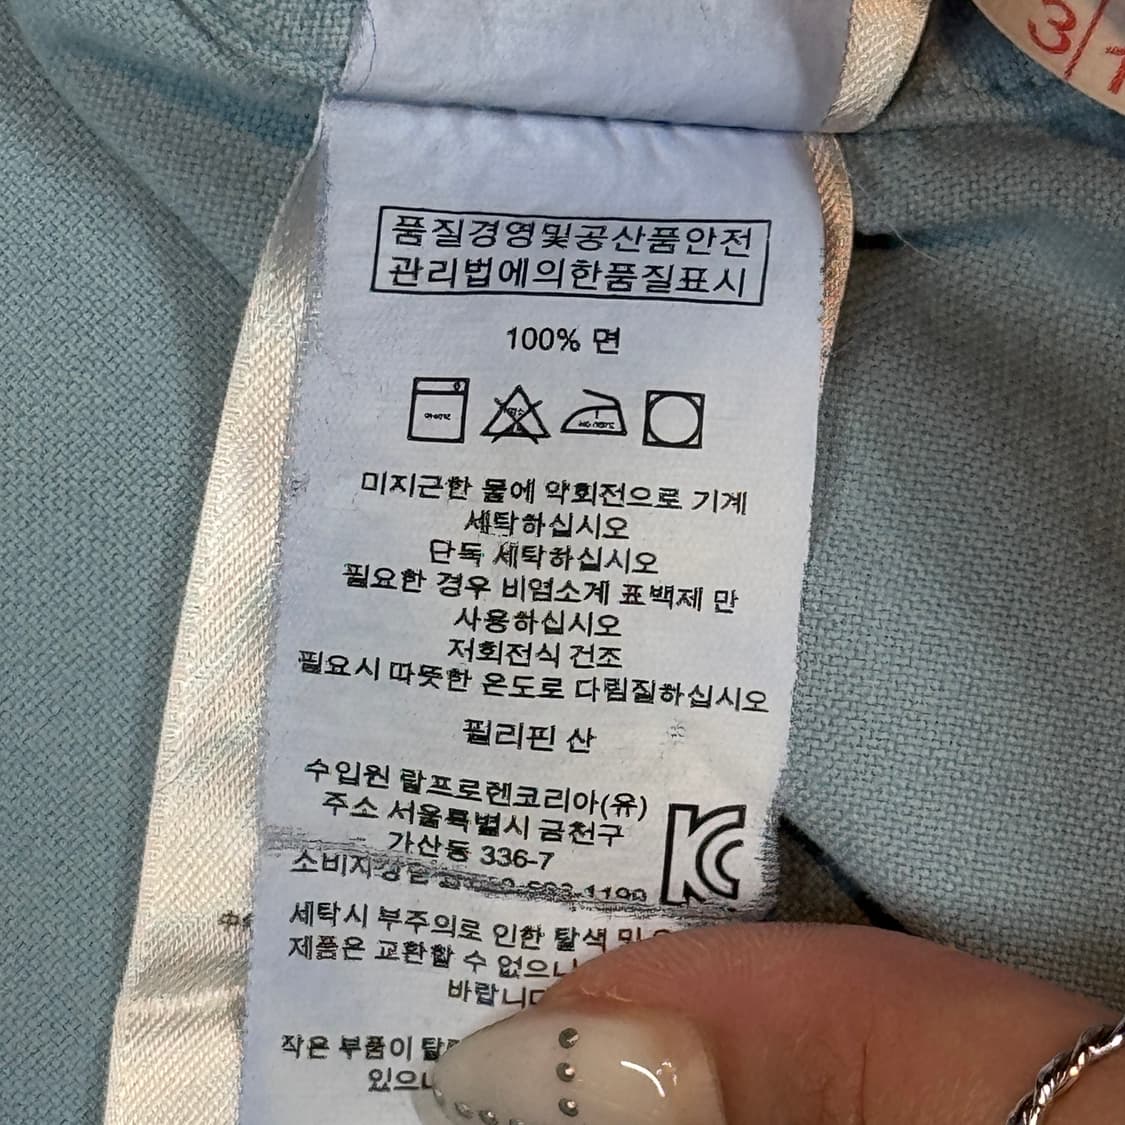 3/1
품질경영및공산품안전
관리법에의한품질표시
100% 면
미지근한 물에 약회전으로 기계
세탁하십시오
단독 세탁하십시오
필요한 경우 비염소계 표백제 만
사용하십시오
저회전식 건조
필요시 따뜻한 온도로 다림질하십시오
필리핀 산
수입원 랄프로렌코리아(유)
주소 서울특별시 금천구
가산동 336-7
KC
세탁시 부주의로 인한 탈색 및
제품은 교환할 수
바랍니다
작은 부품이